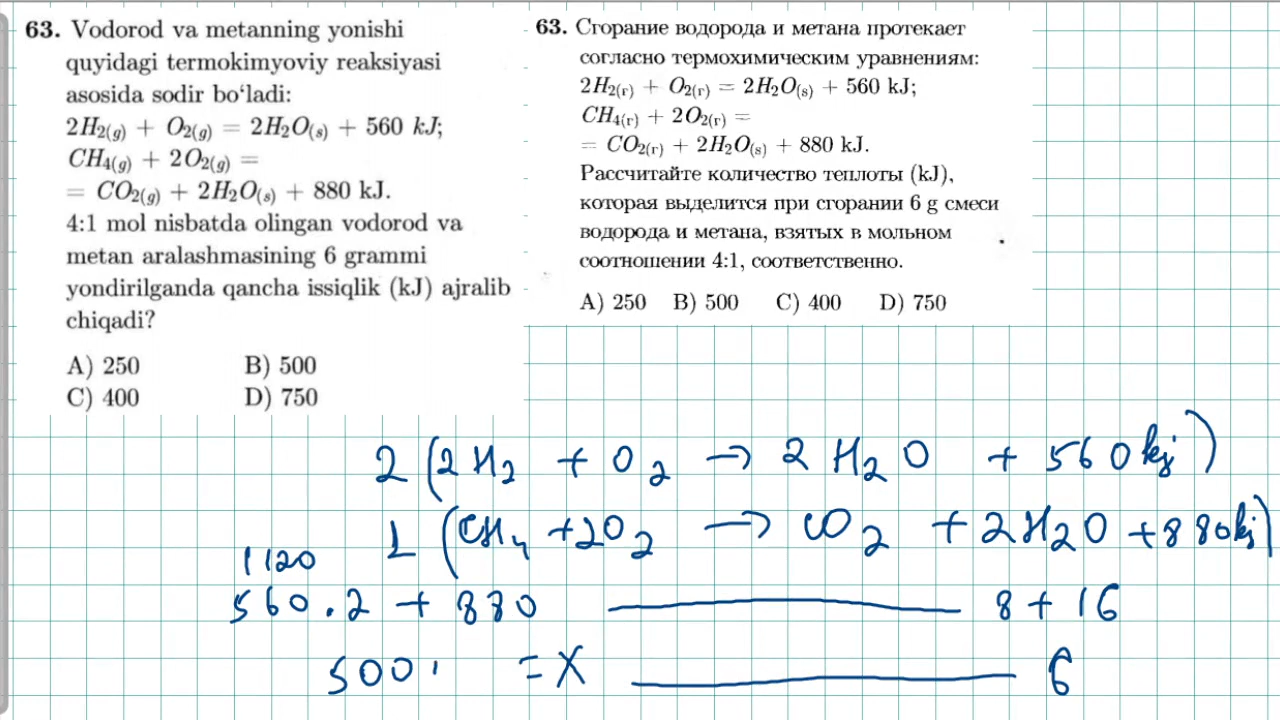 63. Vodorod va metanning yonishi
quyidagi termokimyoviy reaksiyasi
asosida sodir bo‘ladi:
2H₂(g) + O₂(g) = 2H₂O(s) + 560 kJ;
CH₄(g) + 2O₂(g) =
= CO₂(g) + 2H₂O(s) + 880 kJ.
4:1 mol nisbatda olingan vodorod va
metan aralashmasining 6 grammi
yondirilganda qancha issiqlik (kJ) ajralib
chiqadi?
A) 250 B) 500
C) 400 D) 750
63. Сгорание водорода и метана протекает
согласно термохимическим уравнениям:
2H₂(г) + O₂(г) = 2H₂O(s) + 560 kJ;
CH₄(г) + 2O₂(г) =
= CO₂(г) + 2H₂O(s) + 880 kJ.
Рассчитайте количество теплоты (kJ),
которая выделится при сгорании 6 g смеси
водорода и метана, взятых в мольном
соотношении 4:1, соответственно.
A) 250 B) 500 C) 400 D) 750
2 (2H₂ + O₂ → 2H₂O + 560kj)
1 (CH₄ + 2O₂ → CO₂ + 2H₂O + 880kj)
1120
560.2 + 880 —— 8 + 16
500 = x —— 6